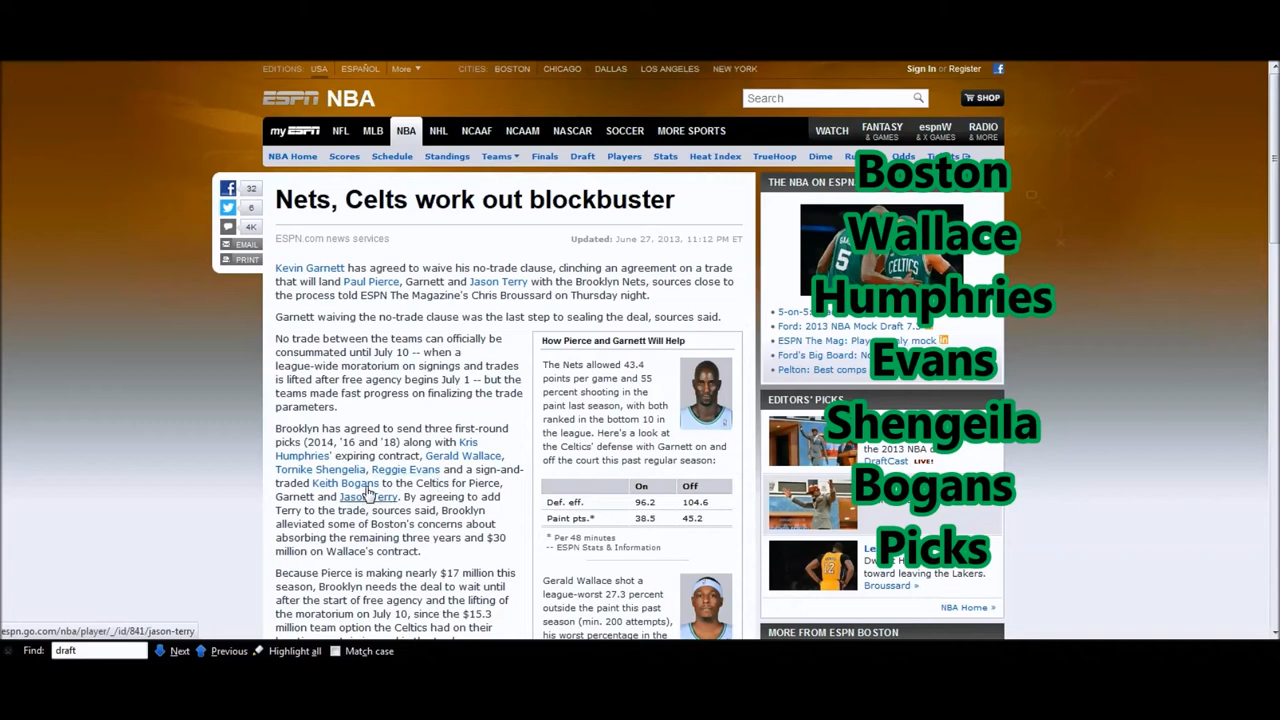 EDITIONS: USA ESPAÑOL More CITIES: BOSTON CHICAGO DALLAS LOS ANGELES NEW YORK Sign In or Register
ESPN NBA Search SHOP
myESPN NFL MLB NBA NHL NCAAF NCAAM NASCAR SOCCER MORE SPORTS WATCH FANTASY & GAMES espnW & X GAMES RADIO & MORE
NBA Home Scores Schedule Standings Teams Finals Draft Players Stats Heat Index TrueHoop Dime Odds Tickets
32
6
4K
EMAIL
PRINT
Nets, Celts work out blockbuster
ESPN.com news services Updated: June 27, 2013, 11:12 PM ET
Kevin Garnett has agreed to waive his no-trade clause, clinching an agreement on a trade
that will land Paul Pierce, Garnett and Jason Terry with the Brooklyn Nets, sources close to
the process told ESPN The Magazine's Chris Broussard on Thursday night.
Garnett waiving the no-trade clause was the last step to sealing the deal, sources said.
No trade between the teams can officially be
consummated until July 10 -- when a
league-wide moratorium on signings and trades
is lifted after free agency begins July 1 -- but the
teams made fast progress on finalizing the trade
parameters.
Brooklyn has agreed to send three first-round
picks (2014, '16 and '18) along with Kris
Humphries' expiring contract, Gerald Wallace,
Tornike Shengelia, Reggie Evans and a sign-and-
traded Keith Bogans to the Celtics for Pierce,
Garnett and Jason Terry. By agreeing to add
Terry to the trade, sources said, Brooklyn
alleviated some of Boston's concerns about
absorbing the remaining three years and $30
million on Wallace's contract.
Because Pierce is making nearly $17 million this
season, Brooklyn needs the deal to wait until
after the start of free agency and the lifting of
the moratorium on July 10, since the $15.3
million team option the Celtics had on their
How Pierce and Garnett Will Help
The Nets allowed 43.4
points per game and 55
percent shooting in the
paint last season, with both
ranked in the bottom 10 in
the league. Here's a look at
the Celtics' defense with Garnett on and
off the court this past regular season:
On Off
Def. eff. 96.2 104.6
Paint pts.* 38.5 45.2
* Per 48 minutes
-- ESPN Stats & Information
Gerald Wallace shot a
league-worst 27.3 percent
outside the paint this past
season (min. 200 attempts),
his worst percentage in the
THE NBA ON ESPN
5
CELTICS
5-on-5:
Ford: 2013 NBA Mock Draft 7.
ESPN The Mag: Play mock
Ford's Big Board: No
Pelton: Best comps
EDITORS' PICKS
the 2013 NBA
DraftCast LIVE!
12
toward leaving the Lakers.
Broussard »
NBA Home »
MORE FROM ESPN BOSTON
Boston
Wallace
Humphries
Evans
Shengeila
Bogans
Picks
espn.go.com/nba/player/_/id/841/jason-terry
Find: draft Next Previous Highlight all Match case